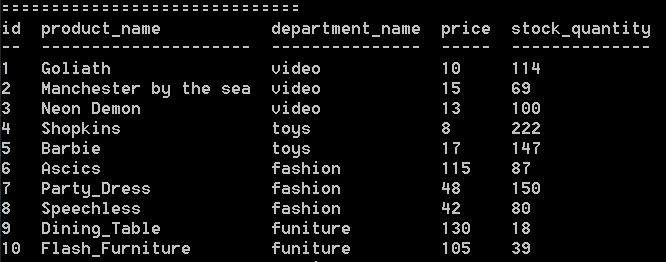 ==============================
id  product_name           department_name  price  stock_quantity
--  ---------------------  ---------------  -----  --------------
1   Goliath                video            10     114
2   Manchester by the sea  video            15     69
3   Neon Demon             video            13     100
4   Shopkins               toys             8      222
5   Barbie                 toys             17     147
6   Ascics                 fashion          115    87
7   Party_Dress            fashion          48     150
8   Speechless             fashion          42     80
9   Dining_Table           funiture         130    18
10  Flash_Furniture        funiture         105    39